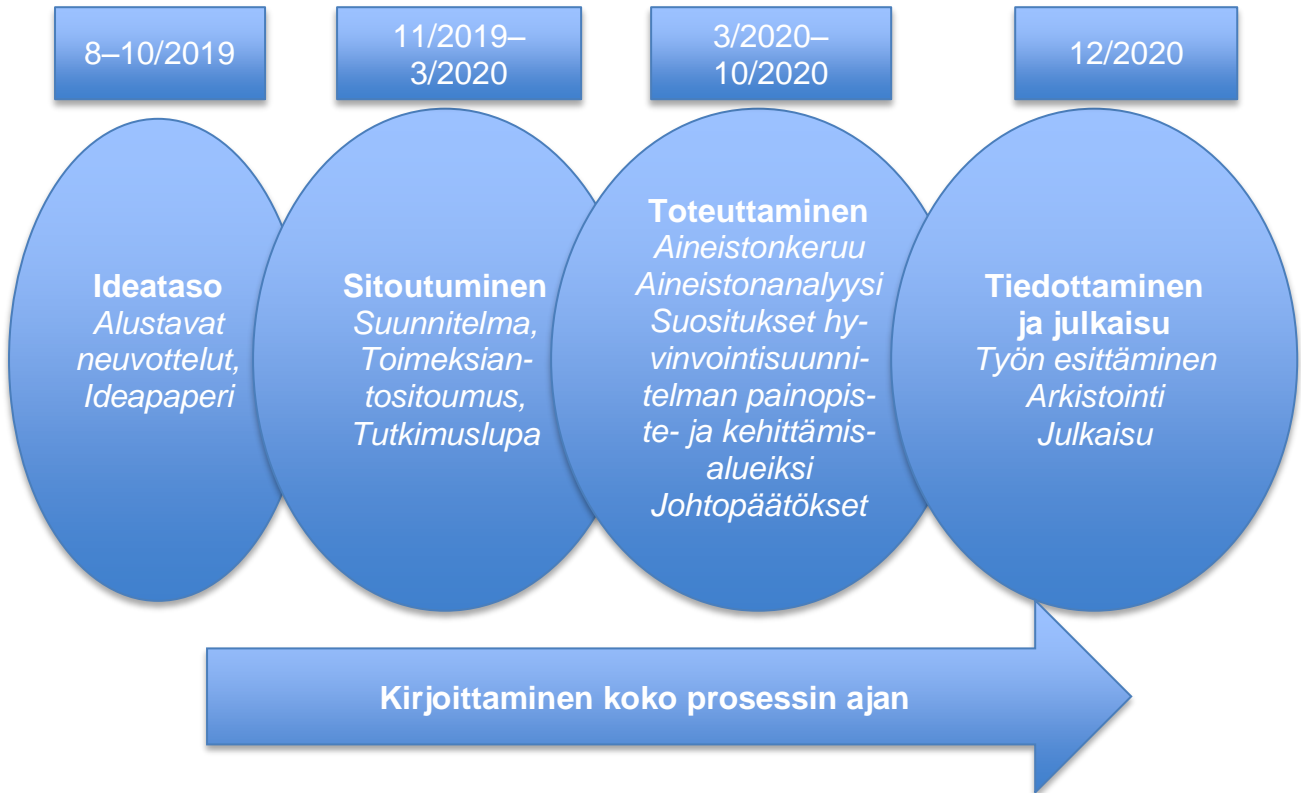 8–10/2019
11/2019–
3/2020
3/2020–
10/2020
12/2020
Ideataso
Alustavat
neuvottelut,
Ideapaperi
Sitoutuminen
Suunnitelma,
Toimeksian-
tositoumus,
Tutkimuslupa
Toteuttaminen
Aineistonkeruu
Aineistonanalyysi
Suositukset hy-
vinvointisuunni-
telman painopis-
te- ja kehittämis-
alueiksi
Johtopäätökset
Tiedottaminen
ja julkaisu
Työn esittäminen
Arkistointi
Julkaisu
Kirjoittaminen koko prosessin ajan